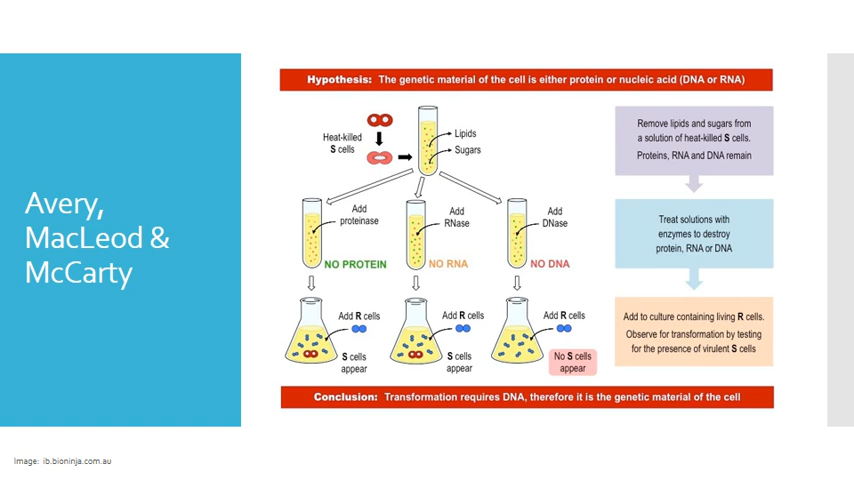 Avery,
MacLeod &
McCarty
Hypothesis: The genetic material of the cell is either protein or nucleic acid (DNA or RNA)
Heat-killed
S cells
Lipids
Sugars
Add
proteinase
NO PROTEIN
Add
RNase
NO RNA
Add
DNase
NO DNA
Add R cells
S cells
appear
Add R cells
S cells
appear
Add R cells
No S cells
appear
Remove lipids and sugars from
a solution of heat-killed S cells.
Proteins, RNA and DNA remain
Treat solutions with
enzymes to destroy
protein, RNA or DNA
Add to culture containing living R cells.
Observe for transformation by testing
for the presence of virulent S cells
Conclusion: Transformation requires DNA, therefore it is the genetic material of the cell
Image: ib.bioninja.com.au